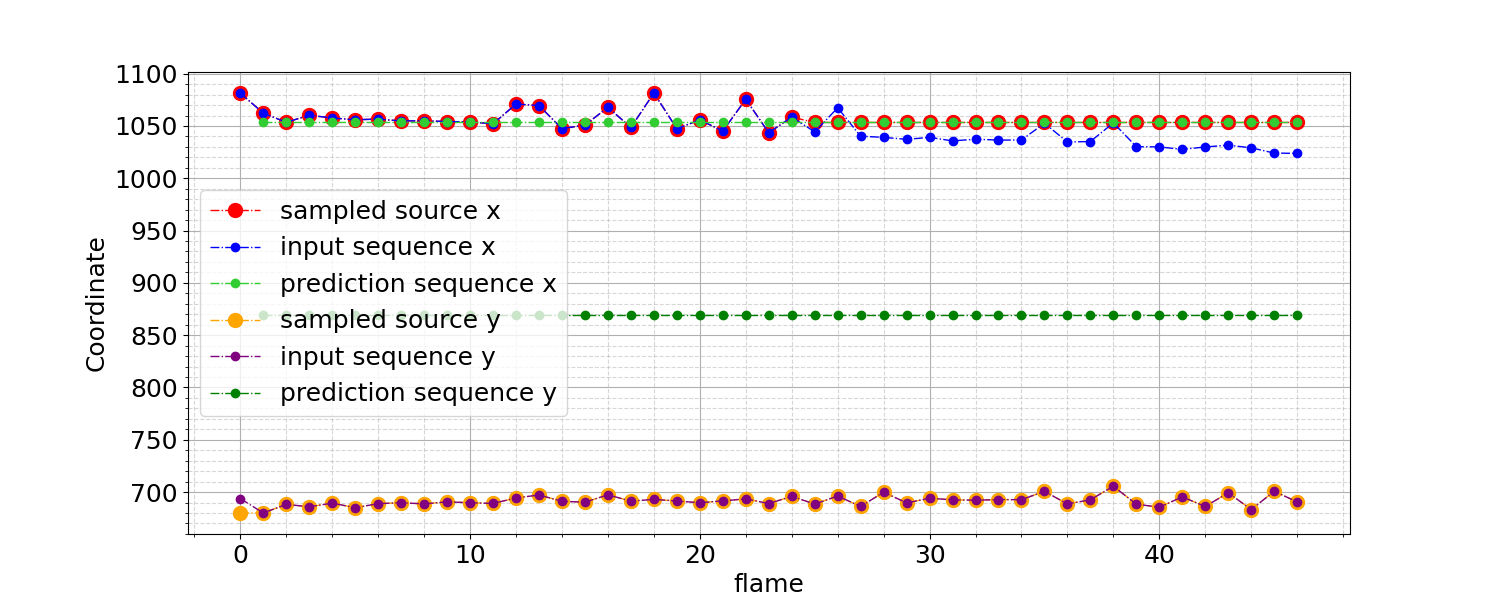 1100
1050
1000
950
900
850
800
750
700
Coordinate
sampled source x
input sequence x
prediction sequence x
sampled source y
input sequence y
prediction sequence y
0 10 20 30 40
flame